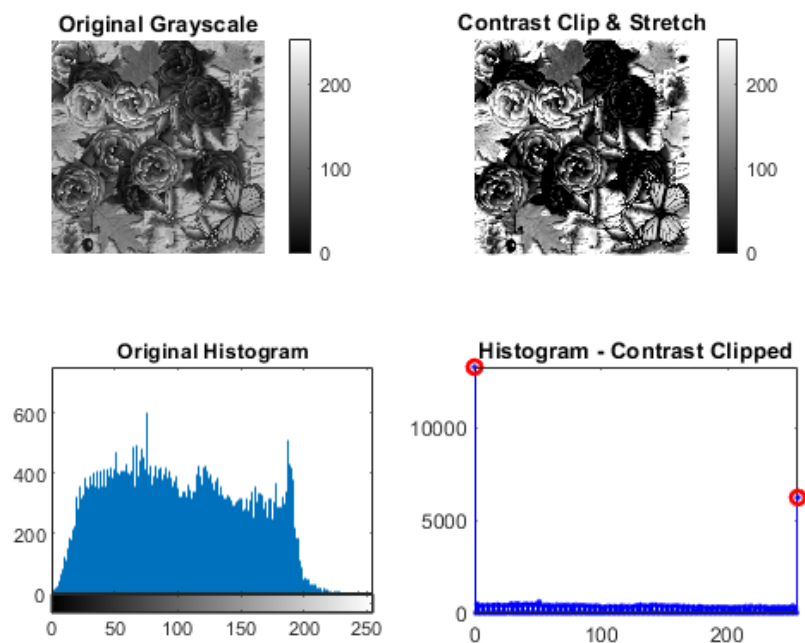 Original Grayscale
200
100
0
Contrast Clip & Stretch
200
100
0
Original Histogram
600
400
200
0
0 50 100 150 200 250
Histogram - Contrast Clipped
10000
5000
0
0 100 200